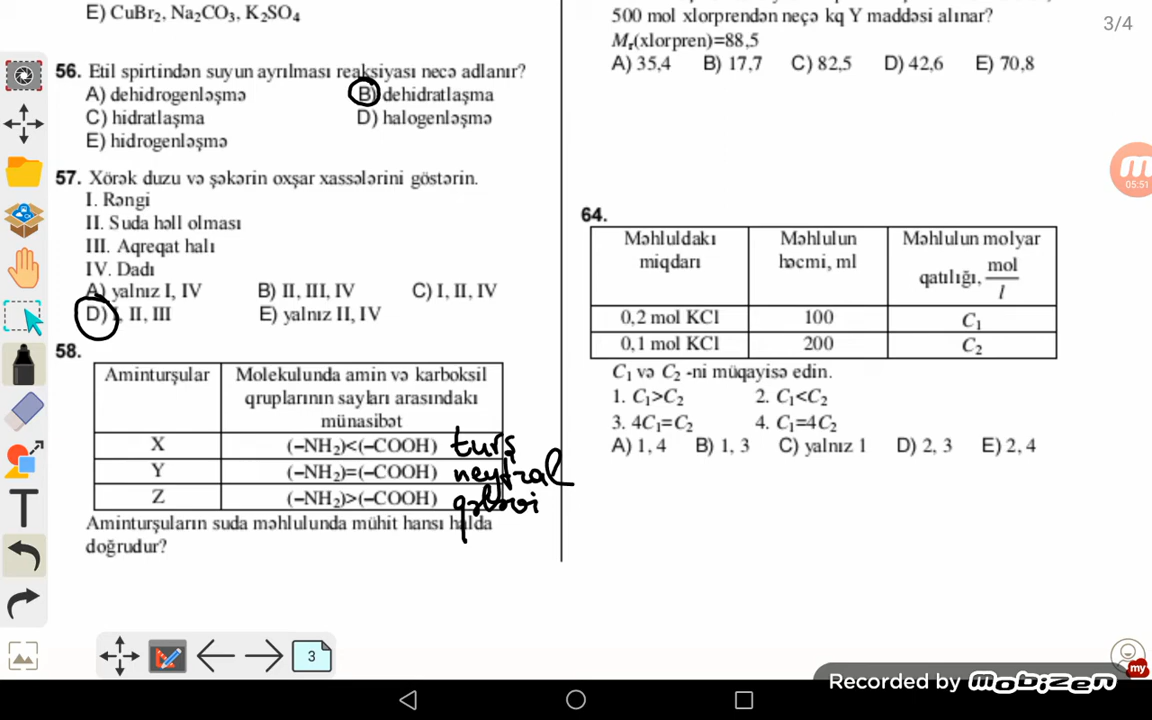 E) CuBr₂, Na₂CO₃, K₂SO₄
56. Etil spirtindən suyun ayrılması reaksiyası necə adlanır?
A) dehidrogenləşmə B) dehidratlaşma
C) hidratlaşma D) halogenləşmə
E) hidrogenləşmə
57. Xörək duzu və şəkərin oxşar xassələrini göstərin.
I. Rəngi
II. Suda həll olması
III. Aqreqat halı
IV. Dadı
A) yalnız I, IV B) II, III, IV C) I, II, IV
D) I, II, III E) yalnız II, IV
58.
Aminturşular
Molekulunda amin və karboksil
qruplarının sayları arasındakı
münasibət
X (–NH₂)<(–COOH) turş
Y (–NH₂)=(–COOH) neytral
Z (–NH₂)>(–COOH) qələvi
Aminturşuların suda məhlulunda mühit hansı halda
doğrudur?
500 mol xlorprendən neçə kq Y maddəsi alınar?
Mᵣ(xlorpren)=88,5
A) 35,4 B) 17,7 C) 82,5 D) 42,6 E) 70,8
64.
Məhluldakı
miqdarı
Məhlulun
həcmi, ml
Məhlulun molyar
qatılığı, mol/l
0,2 mol KCl 100 C₁
0,1 mol KCl 200 C₂
C₁ və C₂ -ni müqayisə edin.
1. C₁>C₂ 2. C₁<C₂
3. 4C₁=C₂ 4. C₁=4C₂
A) 1, 4 B) 1, 3 C) yalnız 1 D) 2, 3 E) 2, 4
3/4
05:51
T
3
Recorded by mobizen
my